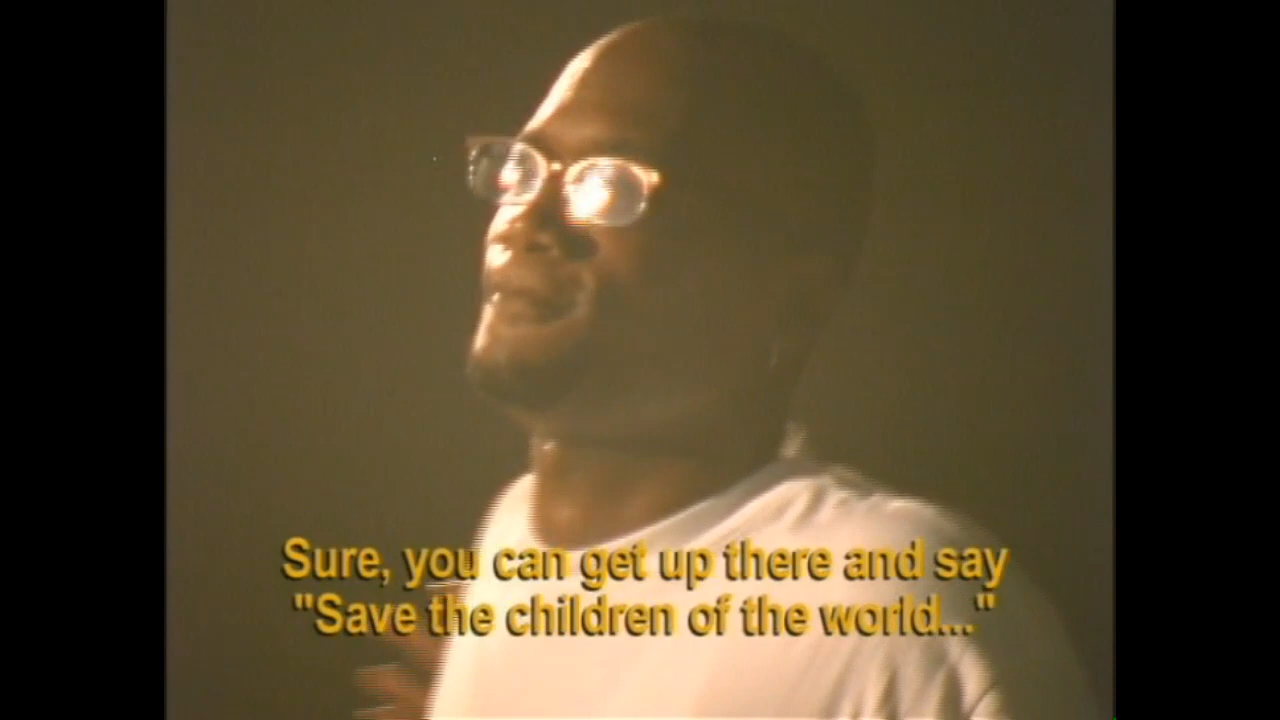 Sure, you can get up there and say
"Save the children of the world..."